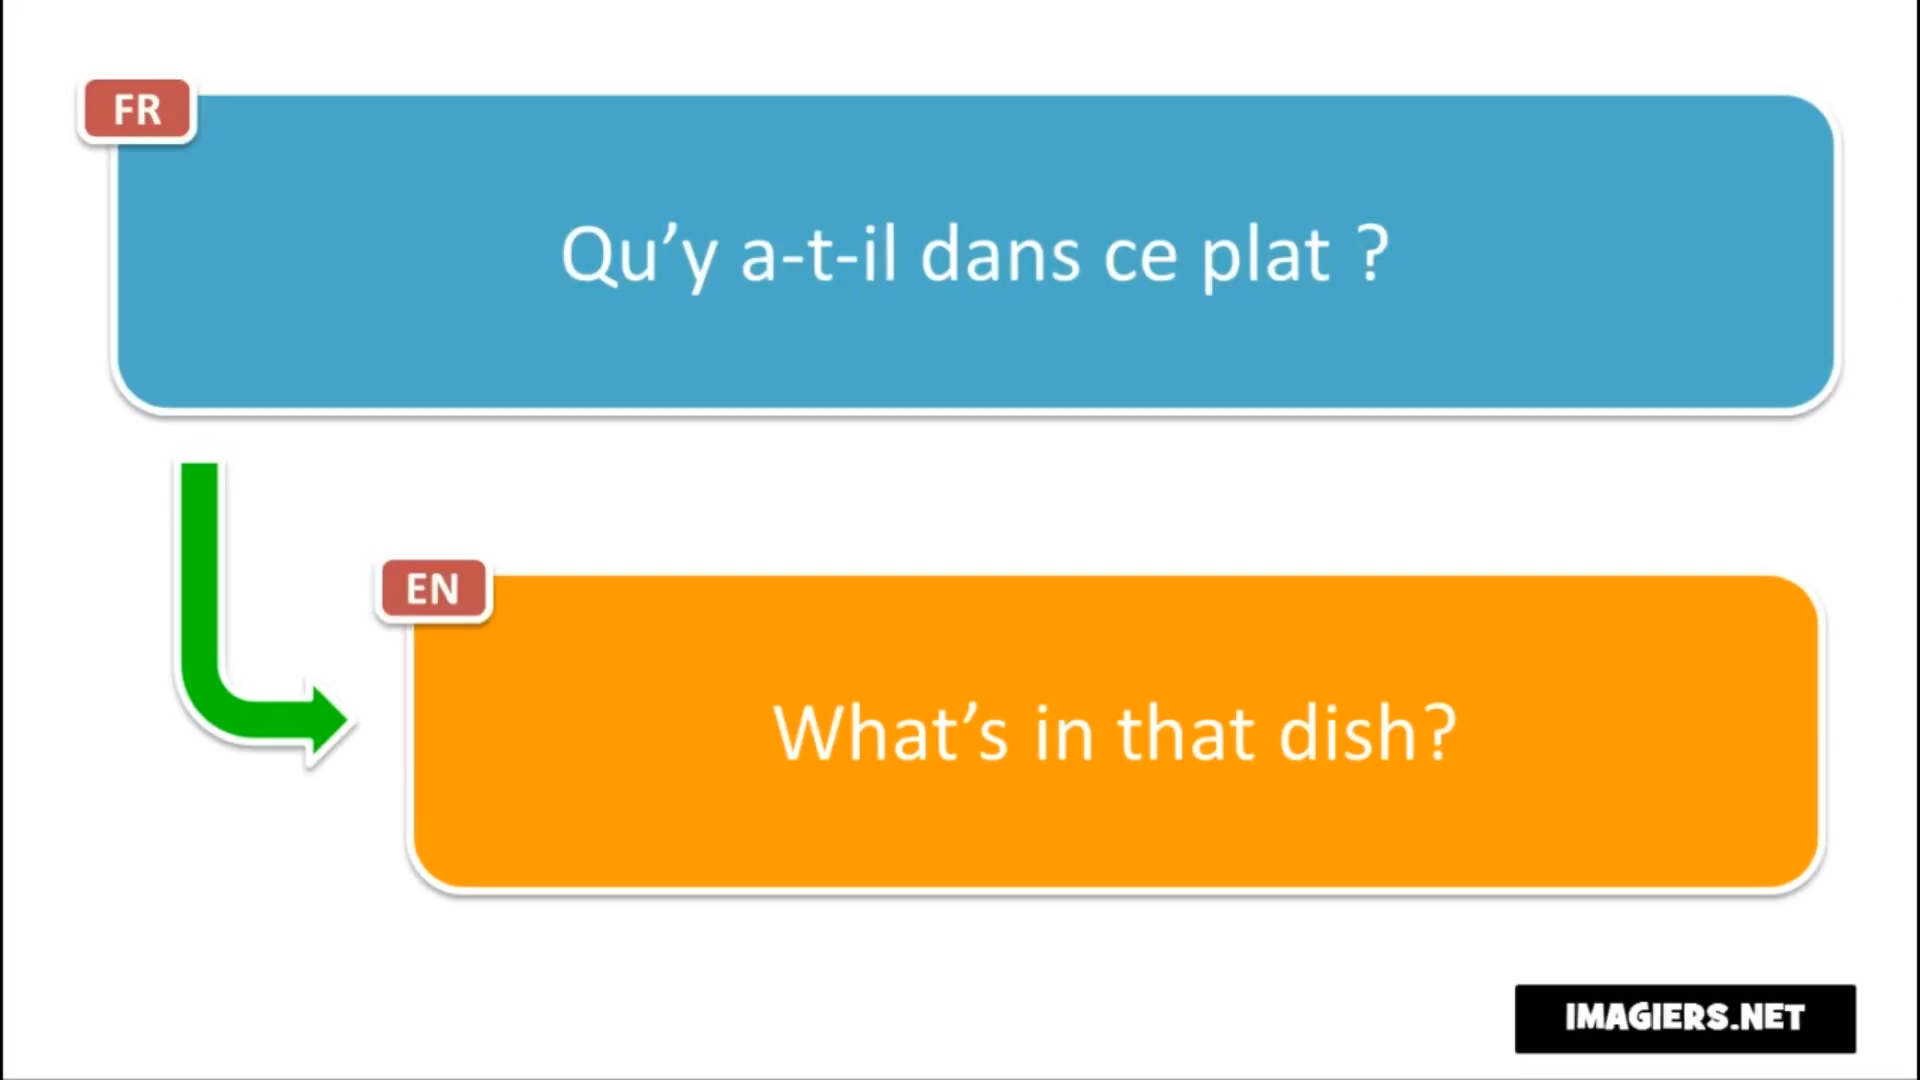 FR
Qu’y a-t-il dans ce plat ?
EN
What’s in that dish?
IMAGIERS.NET